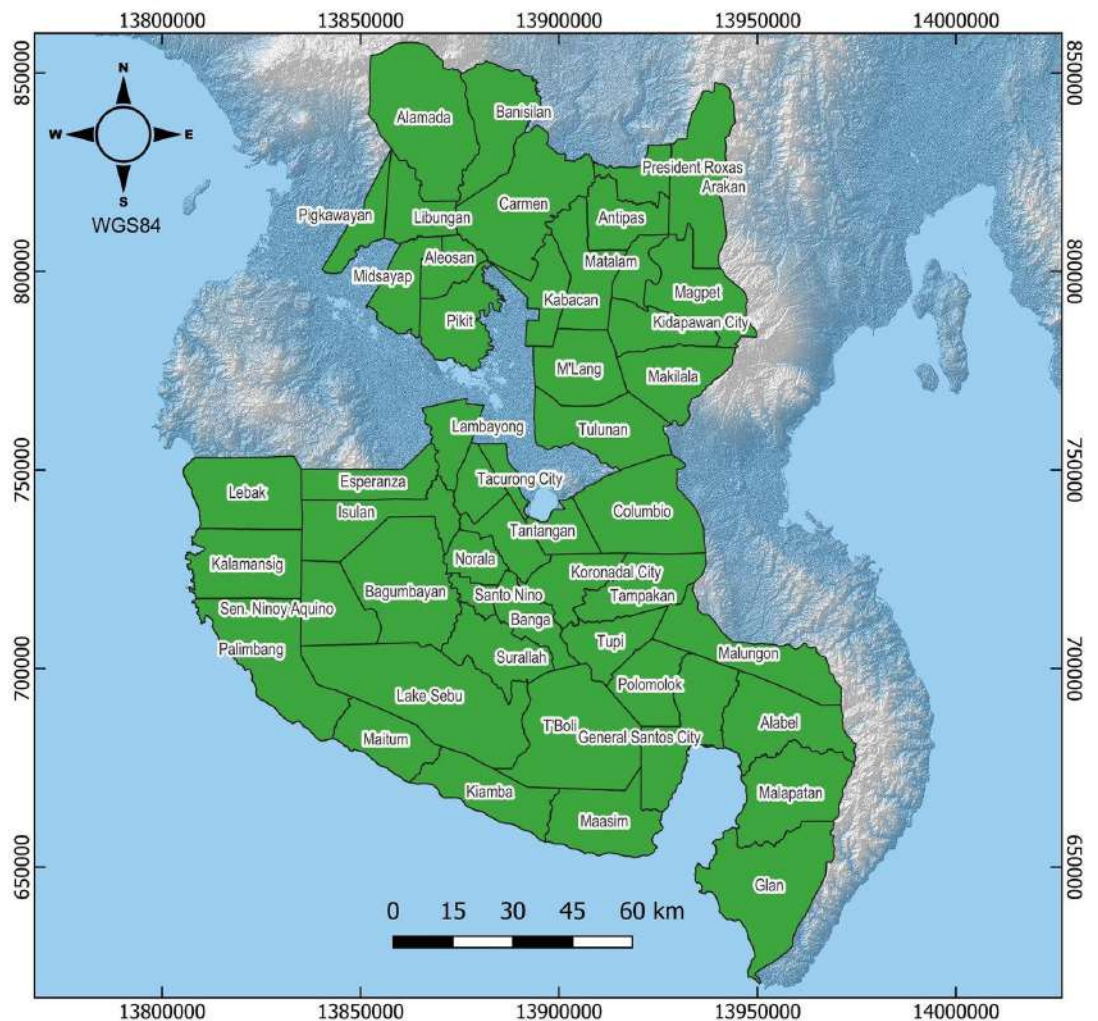 13800000 13850000 13900000 13950000 14000000
850000
800000
750000
700000
650000
850000
800000
750000
700000
650000
N
W E
S
WGS84
Alamada
Banisilan
President Roxas
Arakan
Carmen
Pigkawayan
Libungan
Antipas
Aleosan
Matalam
Midsayap
Magpet
Kabacan
Pikit
Kidapawan City
M'Lang
Makilala
Lambayong
Tulunan
Tacurong City
Esperanza
Lebak
Isulan
Columbio
Tantangan
Norala
Kalamansig
Koronadal City
Bagumbayan
Santo Nino
Tampakan
Sen. Ninoy Aquino
Banga
Tupi
Palimbang
Surallah
Malungon
Polomolok
Lake Sebu
T'Boli
Alabel
General Santos City
Maitum
Kiamba
Malapatan
Maasim
Glan
0 15 30 45 60 km
13800000 13850000 13900000 13950000 14000000